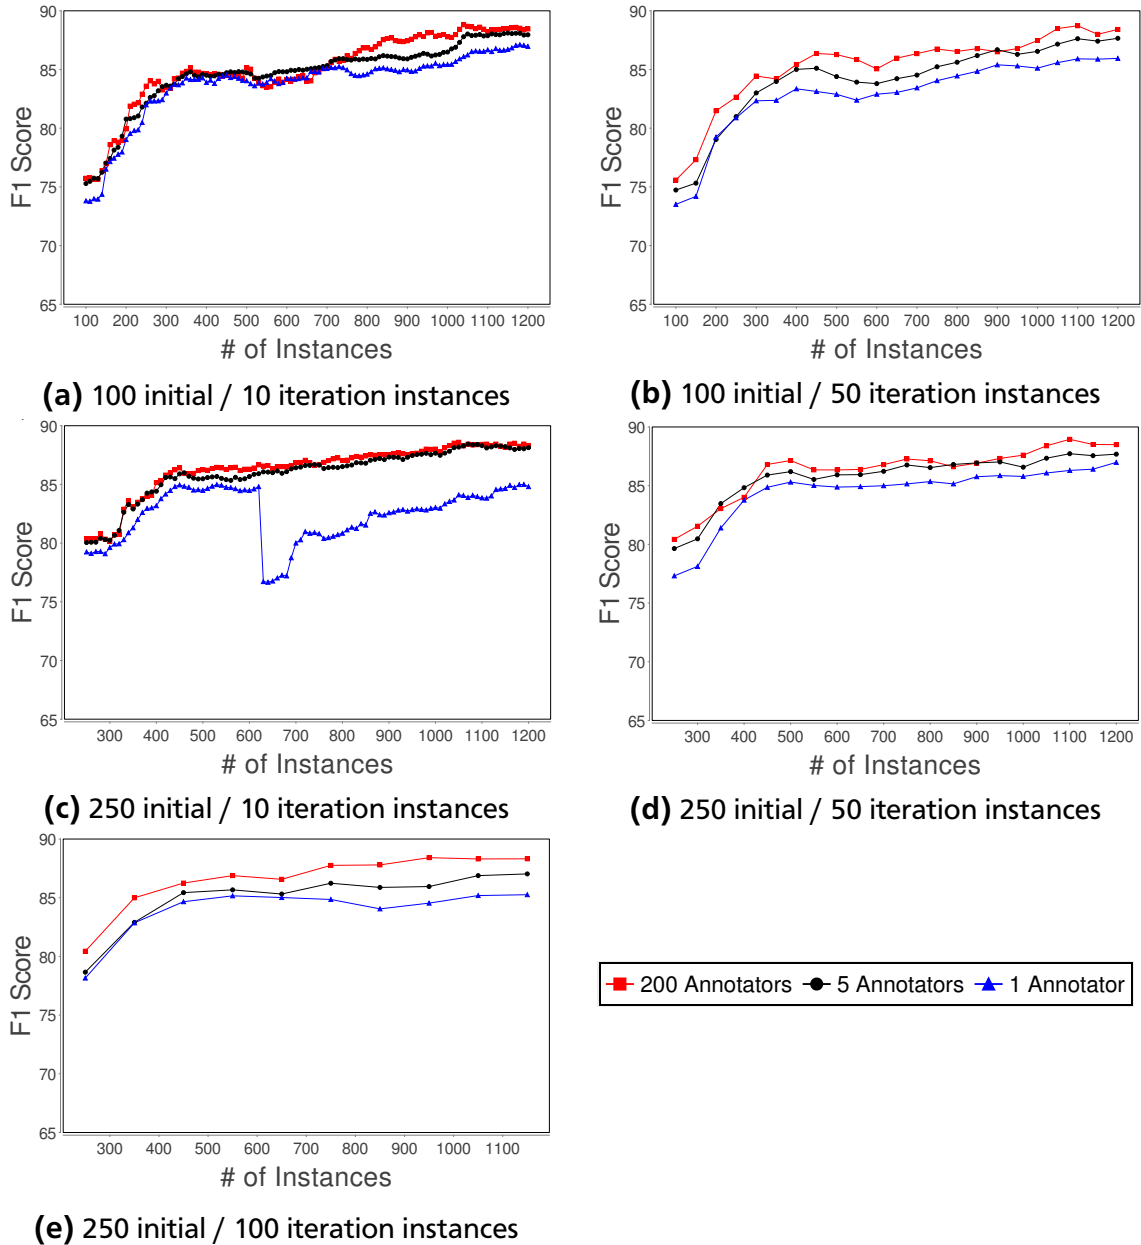 90
85
80
75
70
65
F1 Score
100 200 300 400 500 600 700 800 900 1000 1100 1200
# of Instances
(a) 100 initial / 10 iteration instances
90
85
80
75
70
65
F1 Score
100 200 300 400 500 600 700 800 900 1000 1100 1200
# of Instances
(b) 100 initial / 50 iteration instances
90
85
80
75
70
65
F1 Score
300 400 500 600 700 800 900 1000 1100 1200
# of Instances
(c) 250 initial / 10 iteration instances
90
85
80
75
70
65
F1 Score
300 400 500 600 700 800 900 1000 1100 1200
# of Instances
(d) 250 initial / 50 iteration instances
90
85
80
75
70
65
F1 Score
300 400 500 600 700 800 900 1000 1100
# of Instances
(e) 250 initial / 100 iteration instances
200 Annotators 5 Annotators 1 Annotator